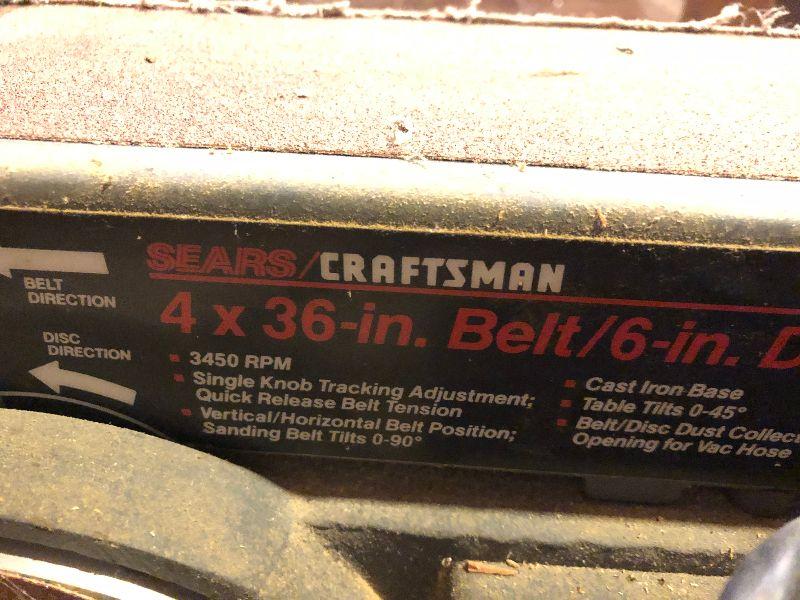 BELT
DIRECTION
DISC
DIRECTION
SEARS/CRAFTSMAN
4 x 36-in. Belt/6-in. D
3450 RPM
Single Knob Tracking Adjustment;
Quick Release Belt Tension
Vertical/Horizontal Belt Position;
Sanding Belt Tilts 0-90°
Cast Iron Base
Table Tilts 0-45°
Belt/Disc Dust Collec
Opening for Vac Hose